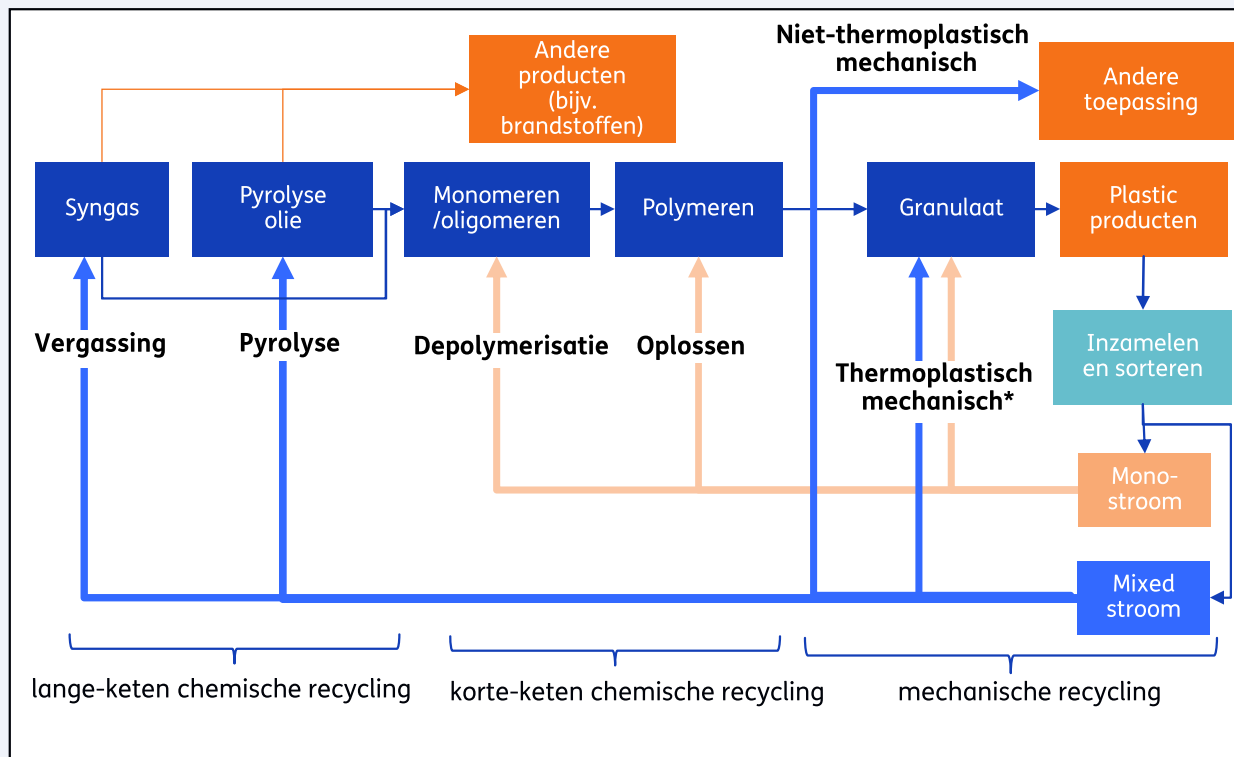 Niet-thermoplastisch
mechanisch
Andere
producten
(bijv.
brandstoffen)
Andere
toepassing
Syngas
Pyrolyse
olie
Monomeren
/oligomeren
Polymeren
Granulaat
Plastic
producten
Vergassing
Pyrolyse
Depolymerisatie
Oplossen
Thermoplastisch
mechanisch*
Inzamelen
en sorteren
Mono-
stroom
Mixed
stroom
lange-keten chemische recycling
korte-keten chemische recycling
mechanische recycling